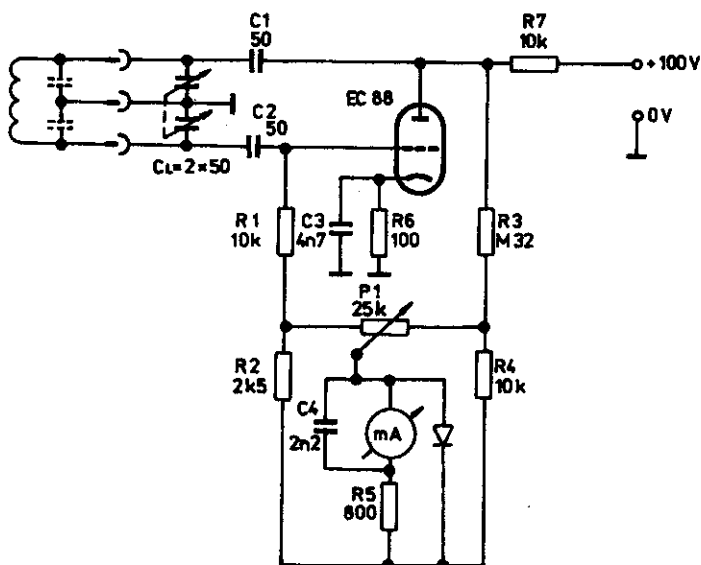 C1
50
R7
10k
+100V
EC 88
0V
C2
50
CL=2×50
R1
10k
C3
4n7
R6
100
R3
M32
P1
25k
R2
2k5
R4
10k
C4
2n2
mA
R5
800